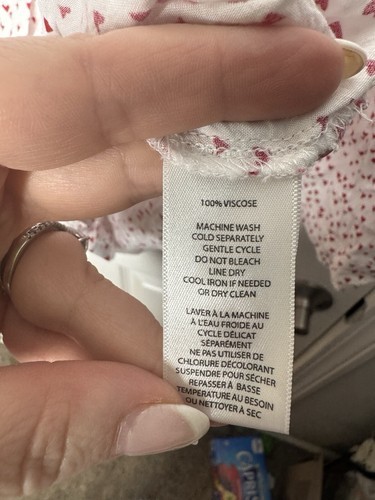 100% VISCOSE
MACHINE WASH
COLD SEPARATELY
GENTLE CYCLE
DO NOT BLEACH
LINE DRY
COOL IRON IF NEEDED
OR DRY CLEAN
LAVER À LA MACHINE
À L'EAU FROIDE AU
CYCLE DÉLICAT
SÉPARÉMENT
NE PAS UTILISER DE
CHLORURE DÉCOLORANT
SUSPENDRE POUR SÉCHER
REPASSER À BASSE
TEMPERATURE AU BESOIN
OU NETTOYER À SEC
CAPRI